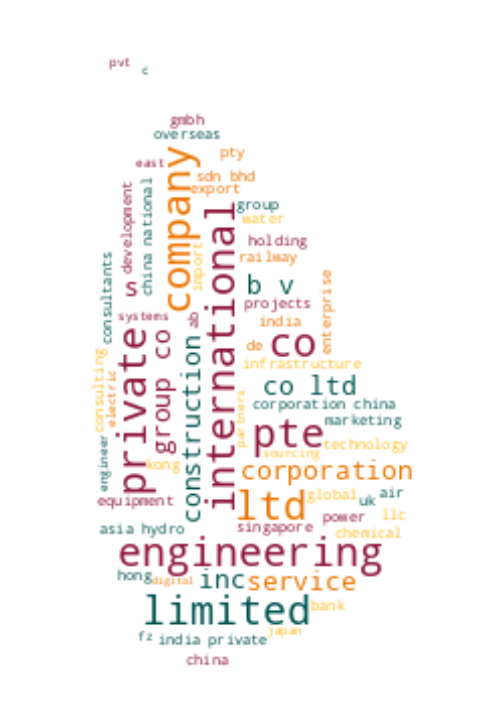 pvt
c
gmbh
overseas
east
pty
sdn bhd
export
company
development
china national
import
international
group
water
holding
railway
s
b v
consultants
systems
ab
projects
enterprise
india
de
co
private
group co
construction
infrastructure
consulting
electric
co ltd
corporation china
partners
marketing
pte
technology
engineer
kong
sourcing
corporation
equipment
ltd
global
uk
air
asia hydro
singapore
power
llc
chemical
engineering
hong
digital
inc
service
limited
bank
fz
india private
japan
china